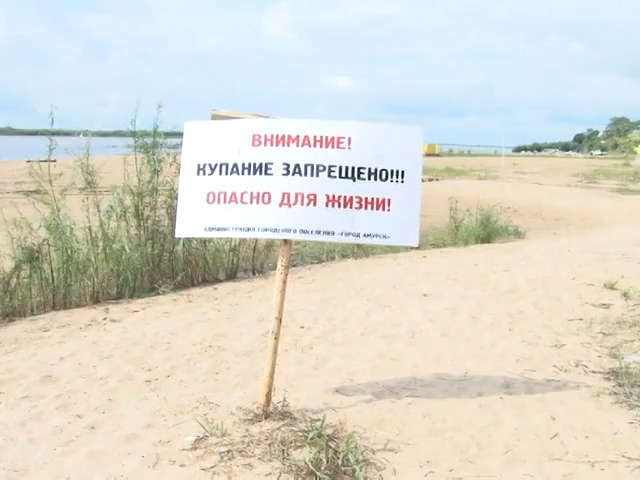 ВНИМАНИЕ!
КУПАНИЕ ЗАПРЕЩЕНО!!!
ОПАСНО ДЛЯ ЖИЗНИ!
АДМИНИСТРАЦИЯ ГОРОДСКОГО ПОСЕЛЕНИЯ «ГОРОД АМУРСК»